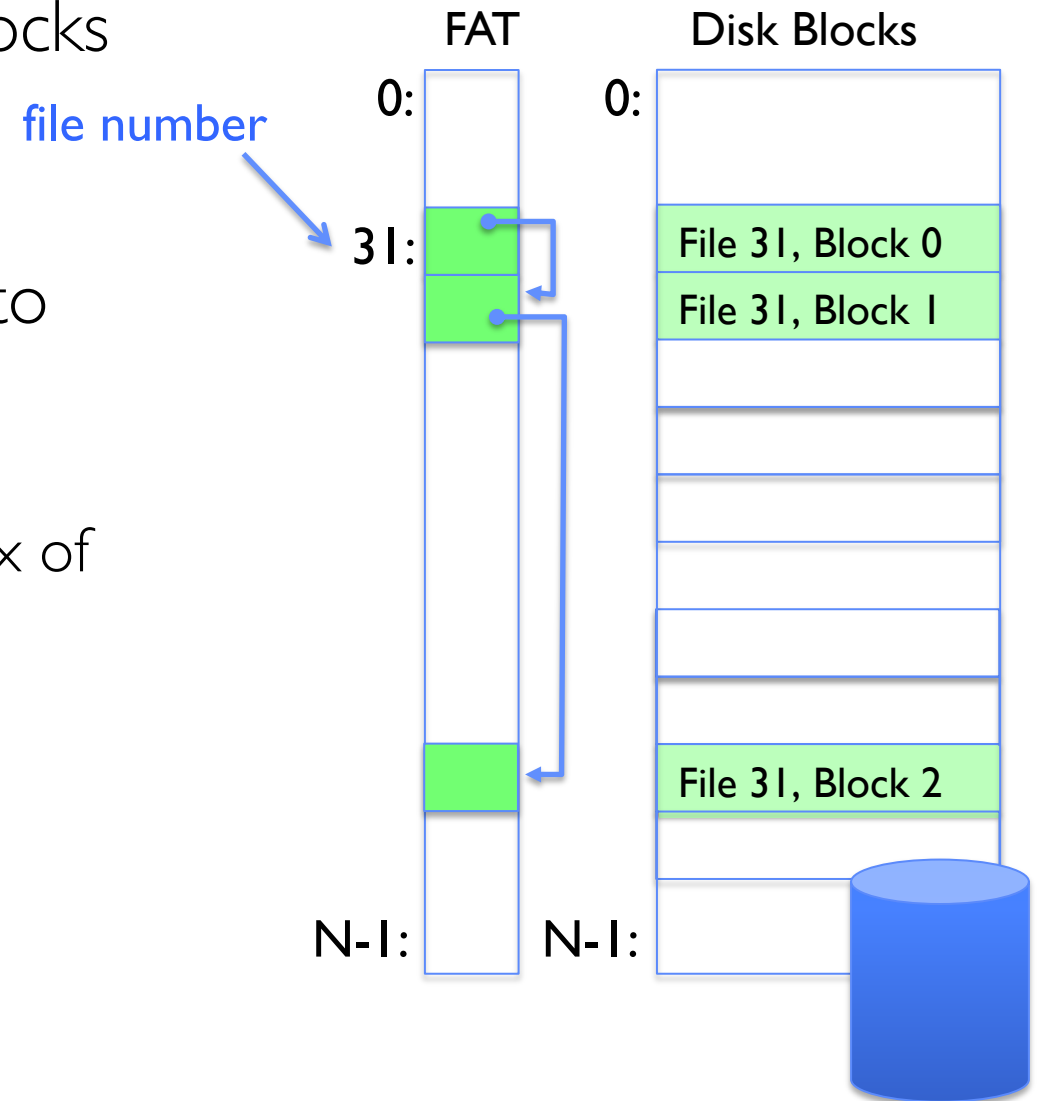 ocks
file number
to
x of
FAT Disk Blocks
0: 0:
31: File 31, Block 0
File 31, Block 1
File 31, Block 2
N-1: N-1: